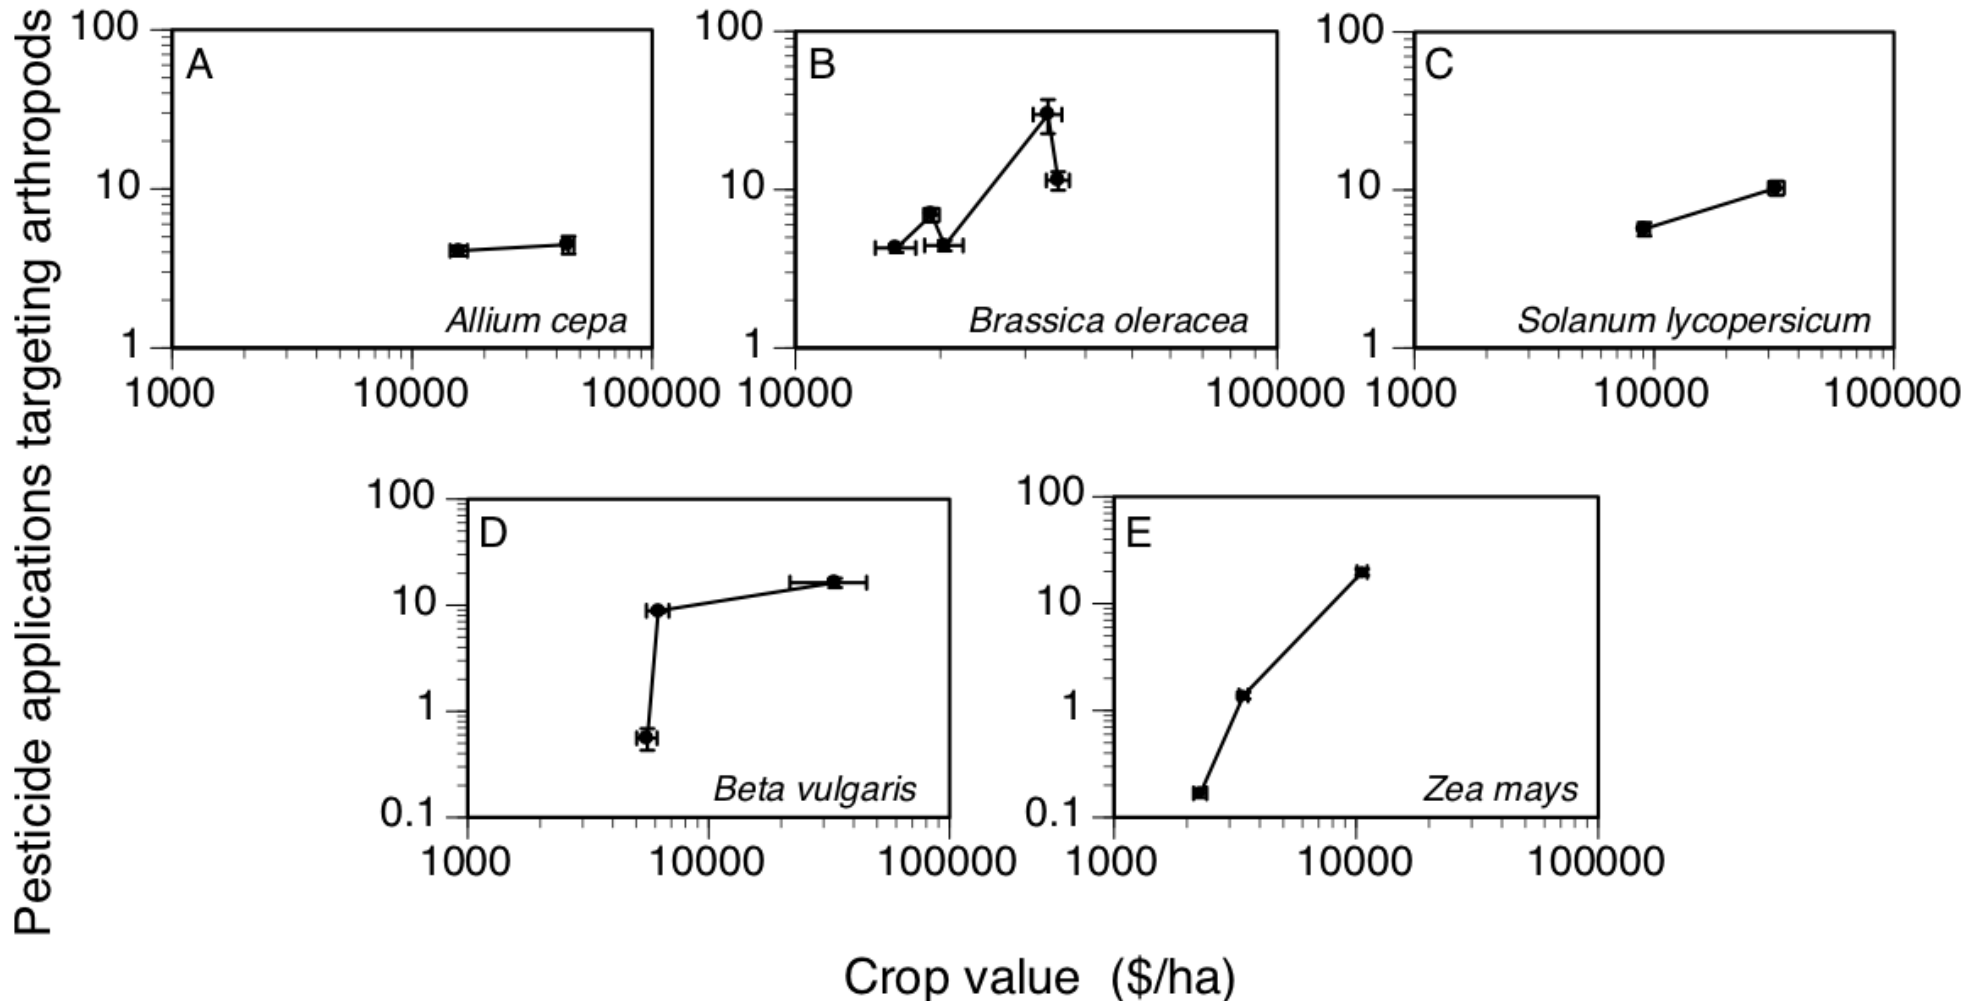 Pesticide applications targeting arthropods
100
10
1
A
Allium cepa
1000
10000
100000
100
10
1
B
Brassica oleracea
10000
100000
100
10
1
C
Solanum lycopersicum
1000
10000
100000
100
10
1
0.1
D
Beta vulgaris
1000
10000
100000
100
10
1
0.1
E
Zea mays
1000
10000
100000
Crop value ($/ha)